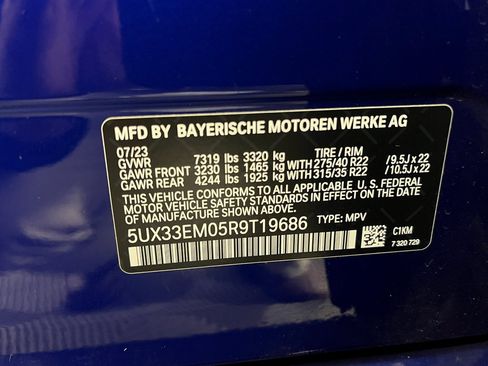 MFD BY BAYERISCHE MOTOREN WERKE AG
07/23 TIRE / RIM
GVWR 7319 lbs 3320 kg
GAWR FRONT 3230 lbs 1465 kg WITH 275/40 R22 / 9.5J x 22
GAWR REAR 4244 lbs 1925 kg WITH 315/35 R22 / 10.5J x 22
THIS VEHICLE CONFORMS TO ALL APPLICABLE U. S. FEDERAL
MOTOR VEHICLE SAFETY STANDARDS IN EFFECT ON THE DATE
OF MANUFACTURE SHOWN ABOVE.
5UX33EM05R9T19686 TYPE: MPV
C1KM
7 320 729